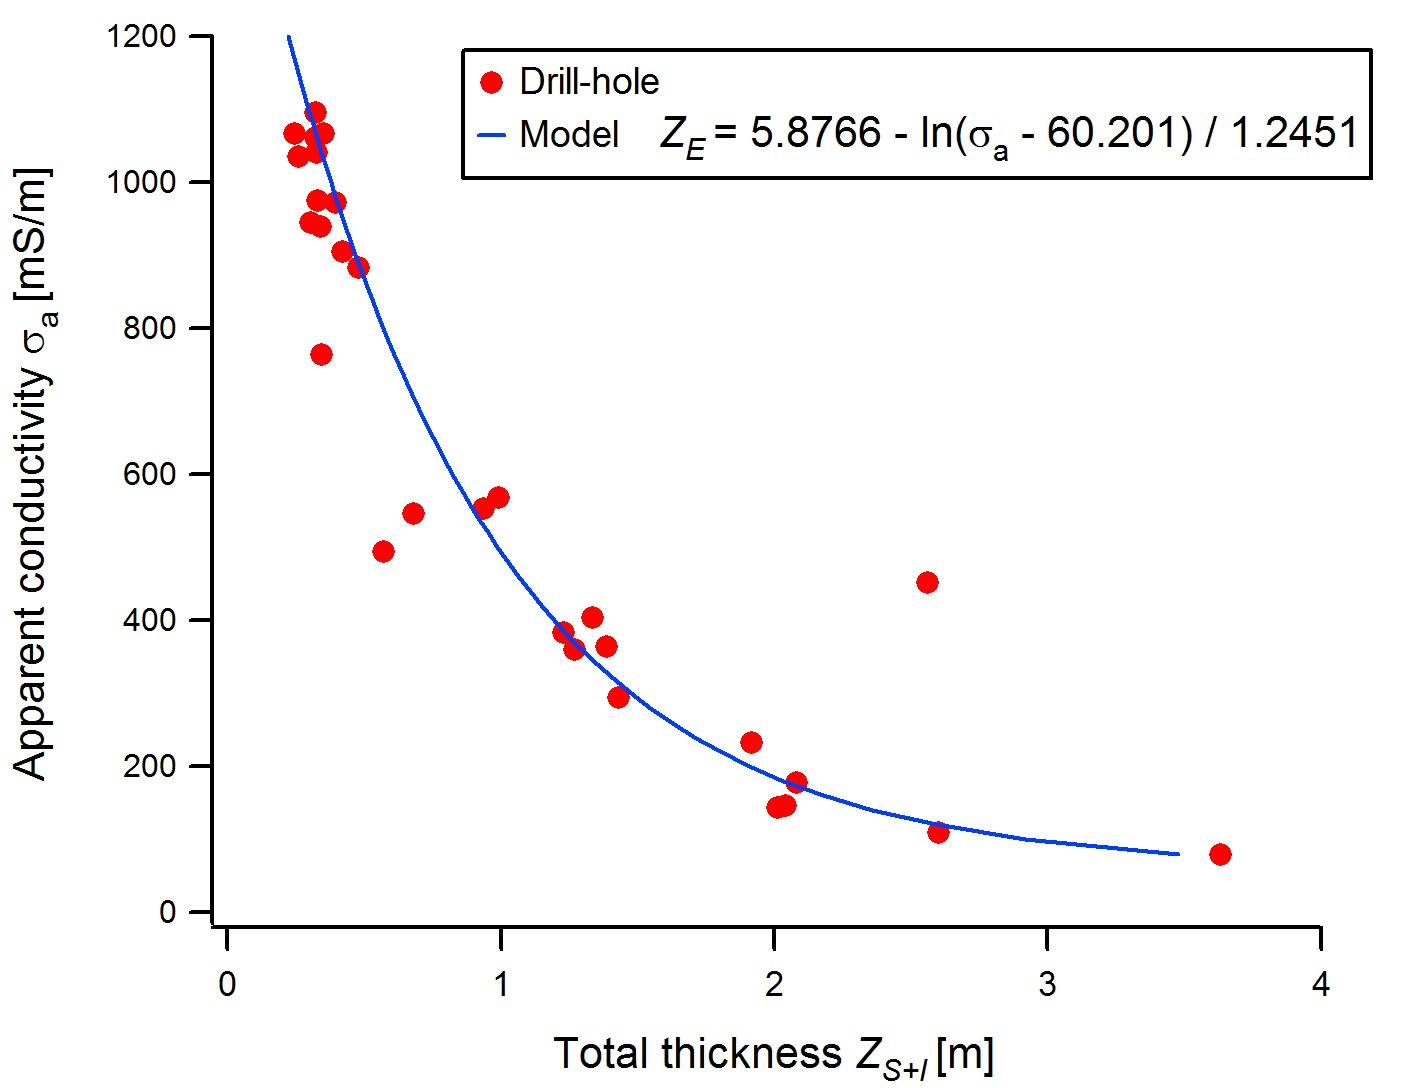 1200
1000
800
600
400
200
0
Apparent conductivity σa [mS/m]
Drill-hole
Model ZE = 5.8766 - ln(σa - 60.201) / 1.2451
0 1 2 3 4
Total thickness ZS+I [m]